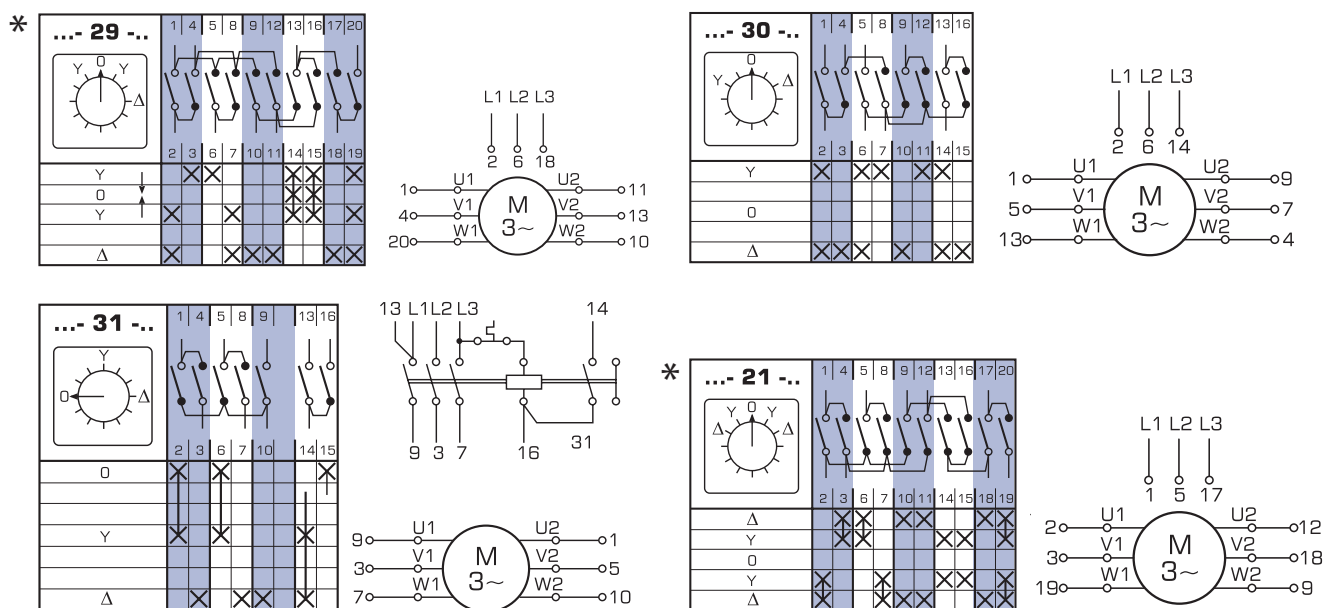 *
...- 29 -..
0
Y Y
Δ
1 4 5 8 9 12 13 16 17 20
2 3 6 7 10 11 14 15 18 19
Y
0
Y
Δ
L1 L2 L3
2 6 18
1 U1 U2 11
4 V1 V2 13
20 W1 W2 10
M
3~
...- 30 -..
0
Y
Δ
1 4 5 8 9 12 13 16
2 3 6 7 10 11 14 15
Y
0
Δ
L1 L2 L3
2 6 14
1 U1 U2 9
5 V1 V2 7
13 W1 W2 4
M
3~
...- 31 -..
Y
0 Δ
1 4 5 8 9 13 16
2 3 6 7 10 14 15
0
Y
Δ
13 L1 L2 L3 14
9 3 7 16 31
9 U1 U2 1
3 V1 V2 5
7 W1 W2 10
M
3~
*
...- 21 -..
0
Y Y
Δ Δ
1 4 5 8 9 12 13 16 17 20
2 3 6 7 10 11 14 15 18 19
Δ
Y
0
Y
Δ
L1 L2 L3
1 5 17
2 U1 U2 12
3 V1 V2 18
19 W1 W2 9
M
3~